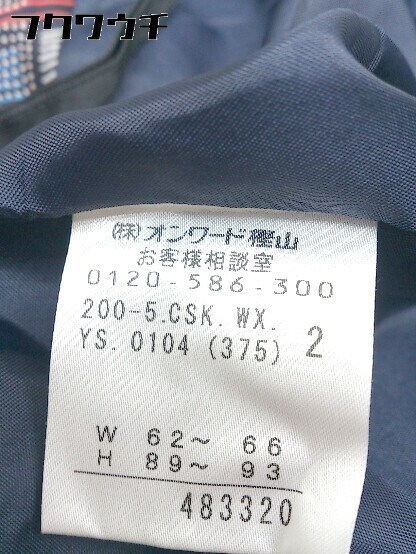 フクワウチ
(株)オンワード樫山
お客様相談室
0120-586-300
200-5.CSK.WX.
YS.0104(375) 2
W 62〜 66
H 89〜 93
483320